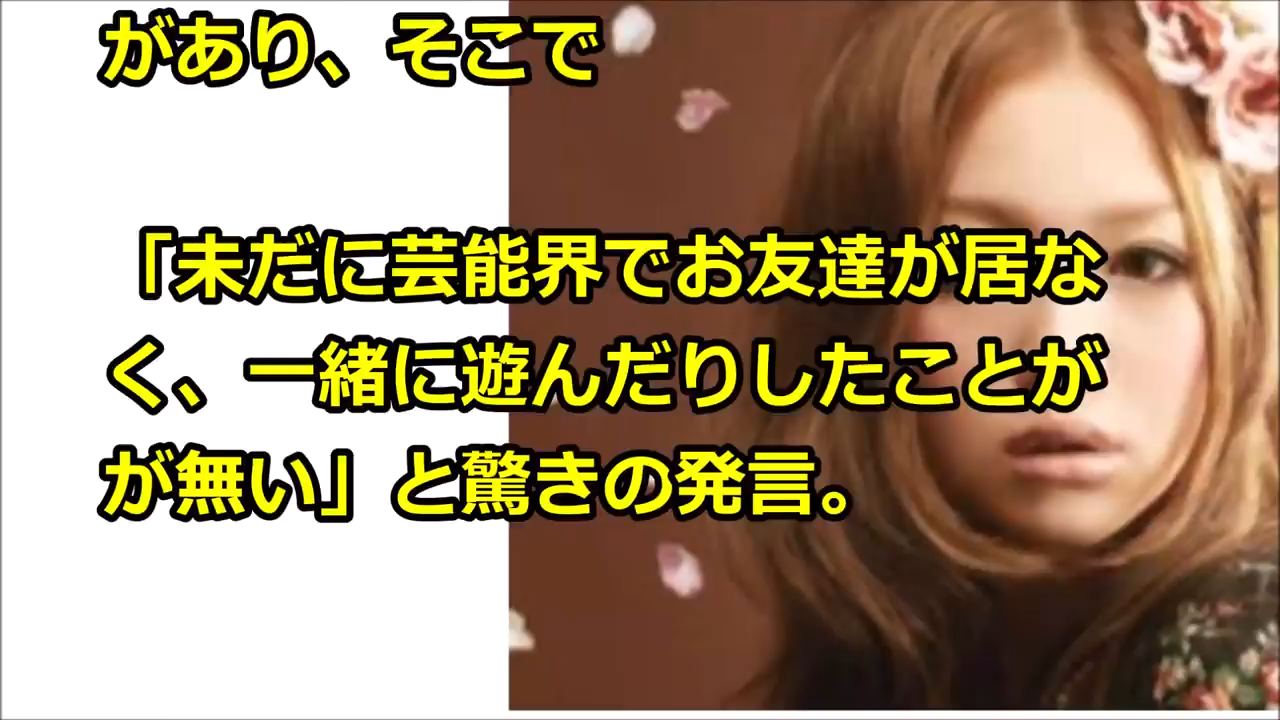 があり、そこで
「未だに芸能界でお友達が居な
く、一緒に遊んだりしたことが
が無い」と驚きの発言。